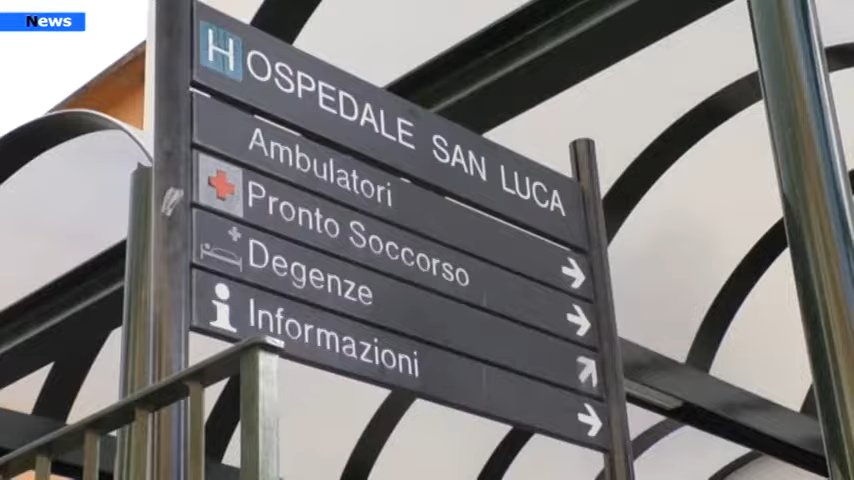 News
HOSPEDALE SAN LUCA
Ambulatori
Pronto Soccorso
Degenze
Informazioni